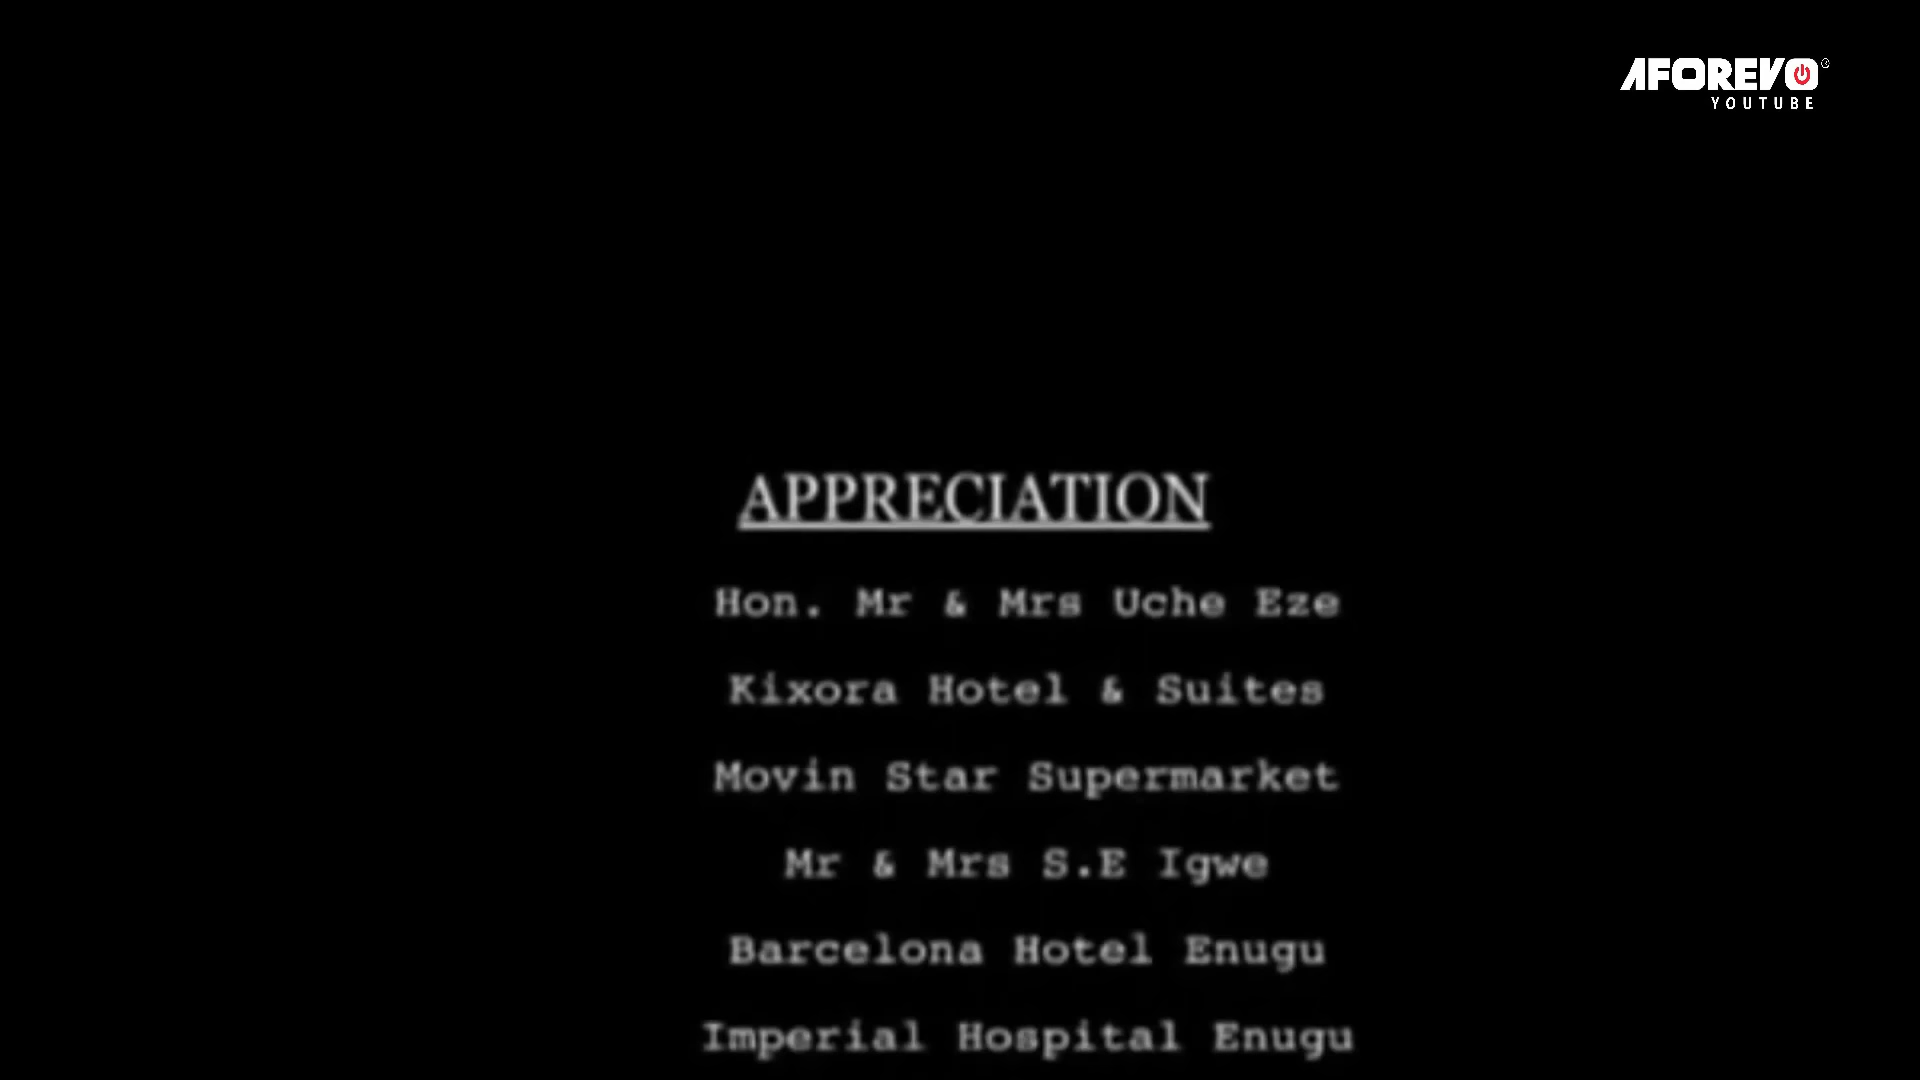 AFOREVO
YOUTUBE
APPRECIATION
Hon. Mr & Mrs Uche Eze
Kixora Hotel & Suites
Movin Star Supermarket
Mr & Mrs S.E Igwe
Barcelona Hotel Enugu
Imperial Hospital Enugu